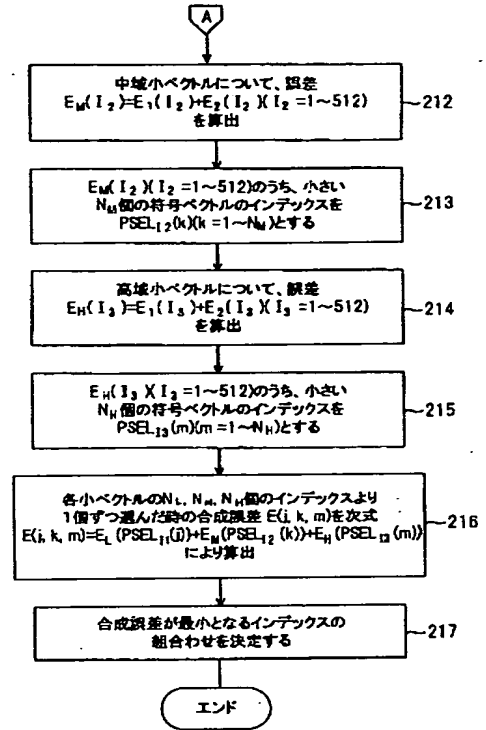 A
中域小ベクトルについて、誤差
E_M(I_2)=E_1(I_2)+E_2(I_2)(I_2=1~512)
を算出
212
E_M(I_2)(I_2=1~512)のうち、小さい
N_M個の符号ベクトルのインデックスを
PSEL_I2(k)(k=1~N_M)とする
213
高域小ベクトルについて、誤差
E_H(I_3)=E_1(I_3)+E_2(I_3)(I_3=1~512)
を算出
214
E_H(I_3)(I_3=1~512)のうち、小さい
N_H個の符号ベクトルのインデックスを
PSEL_I3(m)(m=1~N_H)とする
215
各小ベクトルのN_L、N_M、N_H個のインデックスより
1個ずつ選んだ時の合成誤差 E(j, k, m)を次式
E(j, k, m)=E_L(PSEL_I1(j))+E_M(PSEL_I2(k))+E_H(PSEL_I3(m))
により算出
216
合成誤差が最小となるインデックスの
組合わせを決定する
217
エンド